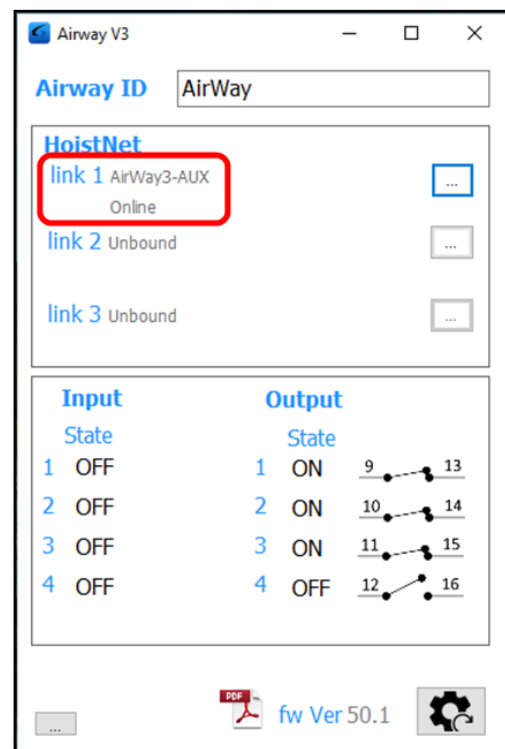 Airway V3
Airway ID AirWay
HoistNet
link 1 AirWay3-AUX ...
Online
link 2 Unbound ...
link 3 Unbound ...
Input Output
State State
1 OFF 1 ON 9 13
2 OFF 2 ON 10 14
3 OFF 3 ON 11 15
4 OFF 4 OFF 12 16
... PDF fw Ver 50.1